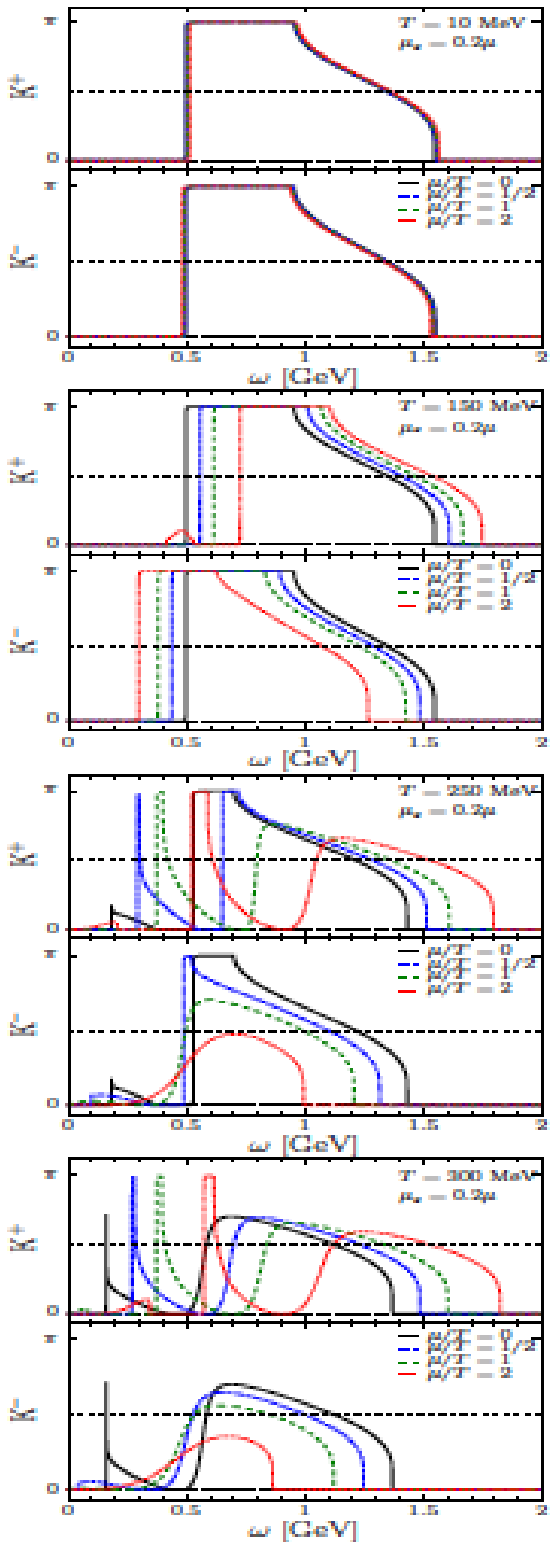 π
T = 10 MeV
μₛ = 0.2μ
K⁺
0
π
μ/T = 0
μ/T = 1/2
μ/T = 1
μ/T = 2
K⁻
0
0 0.5 1 1.5 2
ω [GeV]
π
T = 150 MeV
μₛ = 0.2μ
K⁺
0
π
μ/T = 0
μ/T = 1/2
μ/T = 1
μ/T = 2
K⁻
0
0 0.5 1 1.5 2
ω [GeV]
π
T = 250 MeV
μₛ = 0.2μ
K⁺
0
π
μ/T = 0
μ/T = 1/2
μ/T = 1
μ/T = 2
K⁻
0
0 0.5 1 1.5 2
ω [GeV]
π
T = 300 MeV
μₛ = 0.2μ
K⁺
0
π
μ/T = 0
μ/T = 1/2
μ/T = 1
μ/T = 2
K⁻
0
0 0.5 1 1.5 2
ω [GeV]